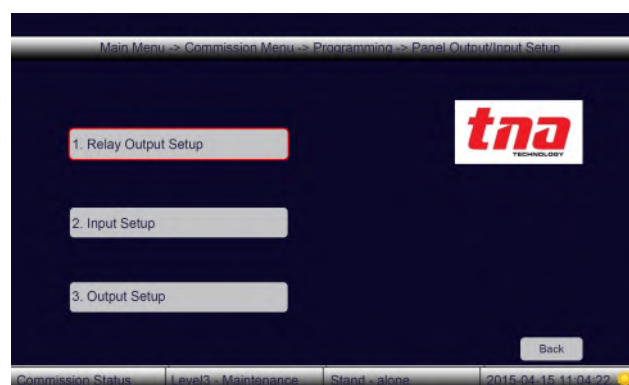 Main Menu -> Commission Menu -> Programming -> Panel Output/Input Setup
tna
TECHNOLOGY
1. Relay Output Setup
2. Input Setup
3. Output Setup
Back
Commission Status Level3 - Maintenance Stand - alone 2015-04-15 11:04:22